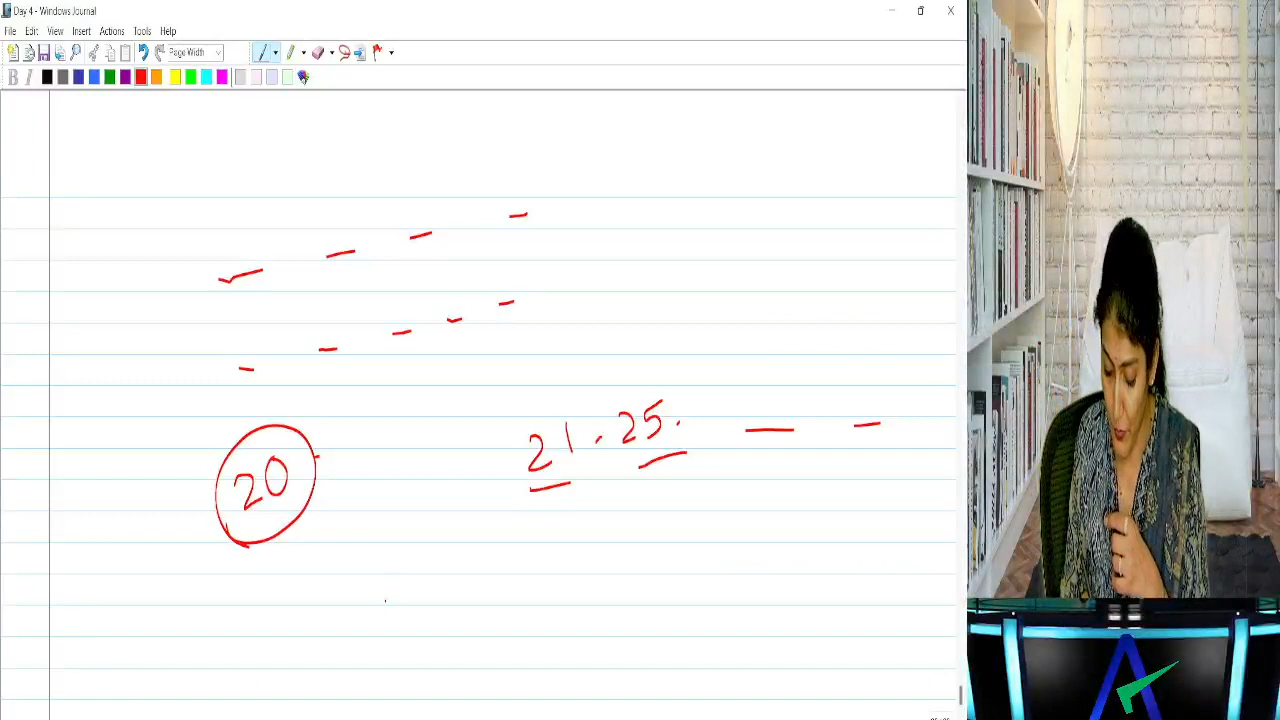 Day 4 - Windows Journal
File Edit View Insert Actions Tools Help
Page Width
B I
21. 25.
20